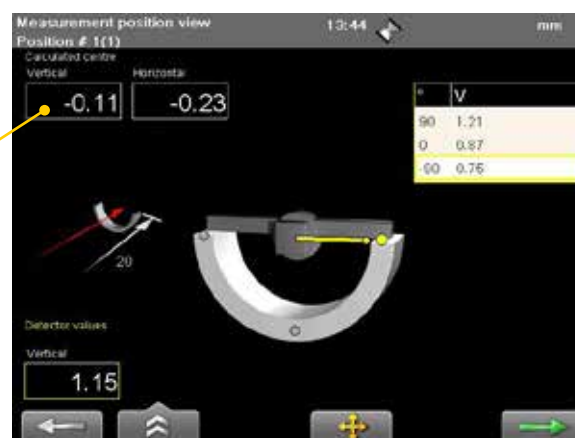 Measurement position view 13:44 mm
Position # 1(1)
Calculated centre
Vertical Horizontal
-0.11 -0.23
° V
90 1.21
0 0.87
-90 0.76
20
Detector values
Vertical
1.15